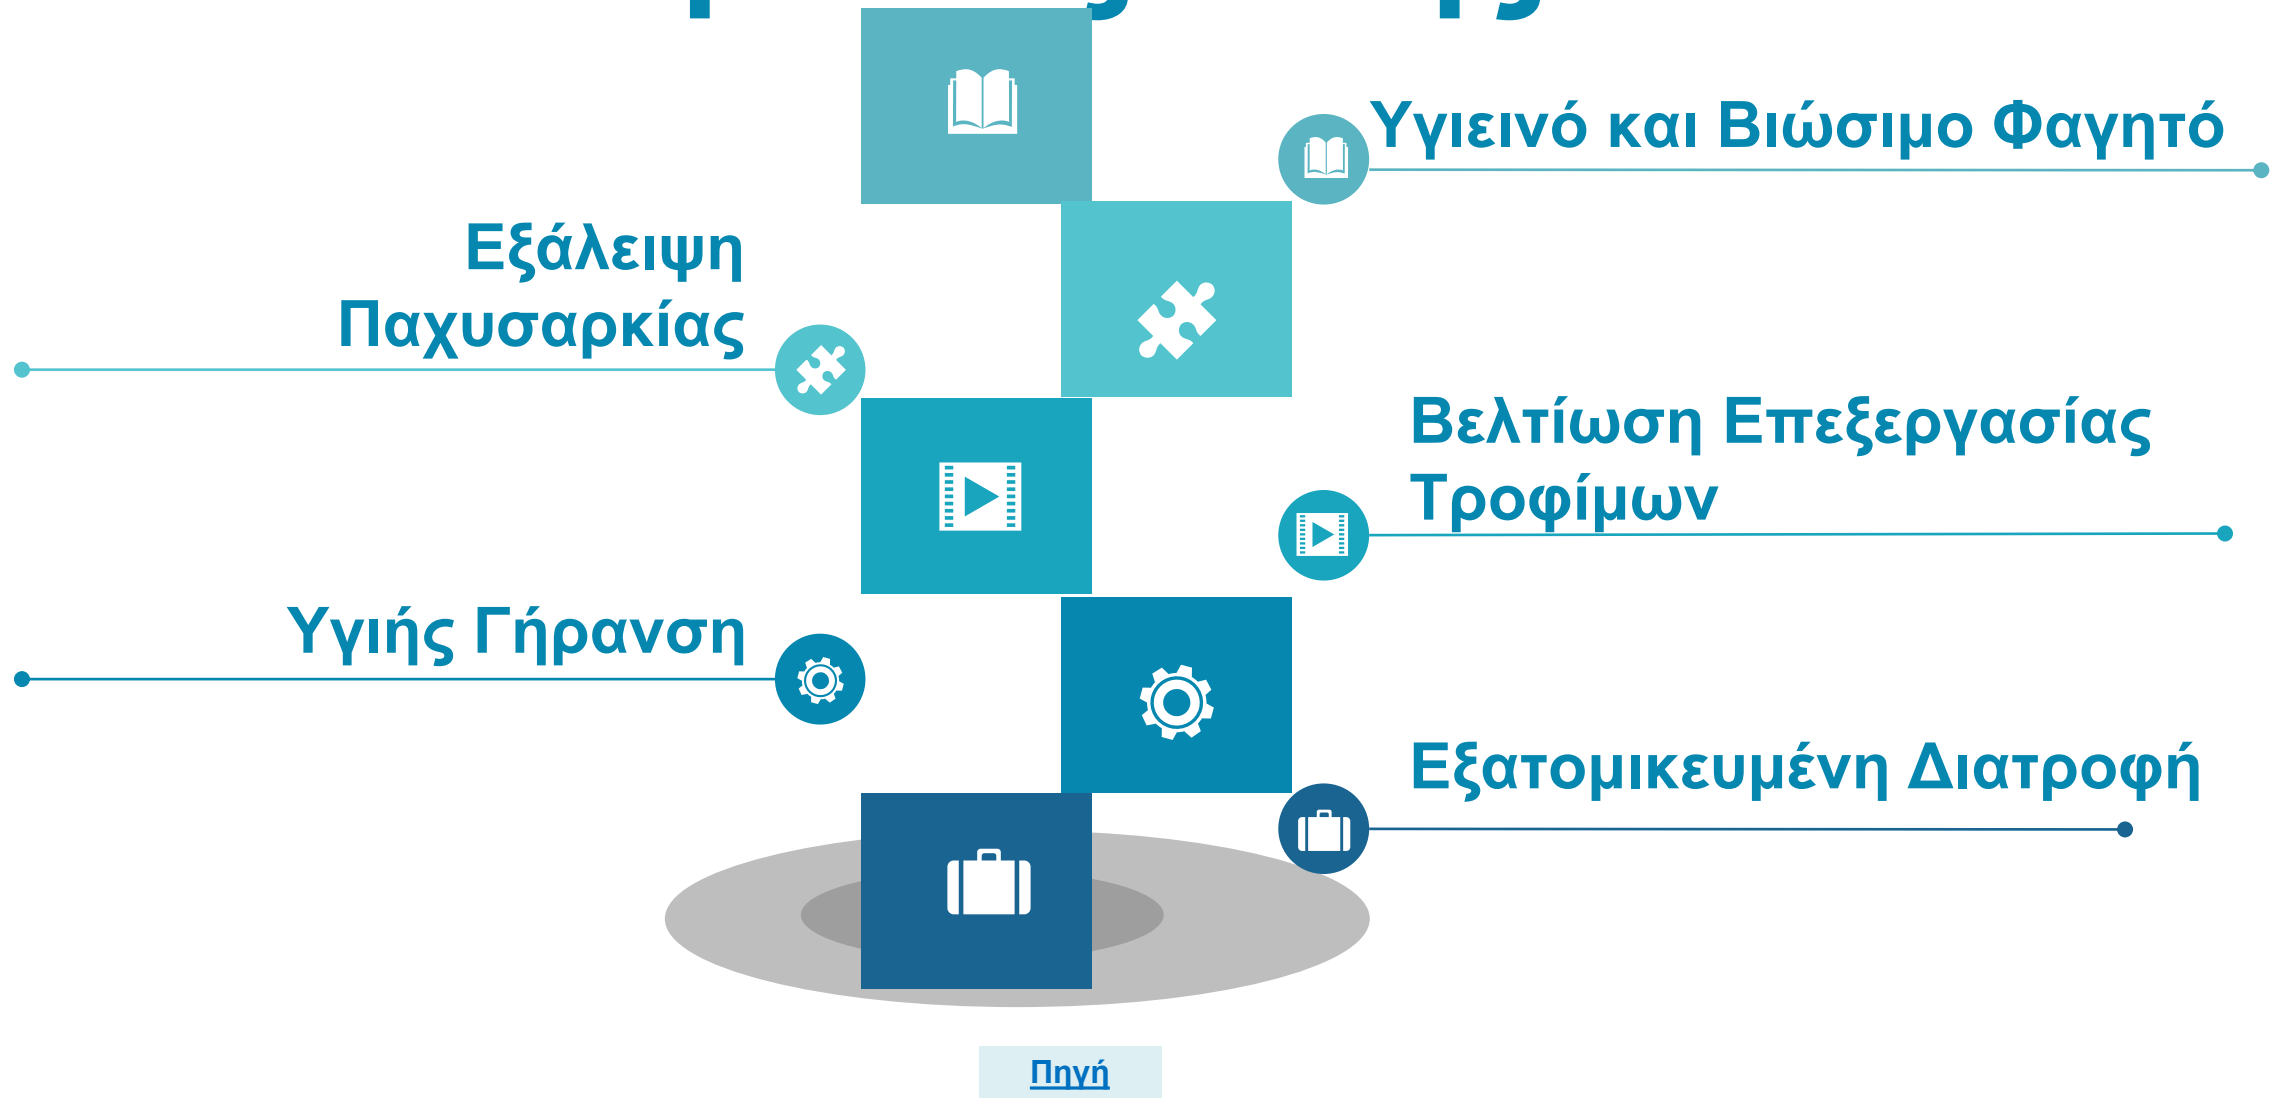 Υγιεινό και Βιώσιμο Φαγητό
Εξάλειψη
Παχυσαρκίας
Βελτίωση Επεξεργασίας
Τροφίμων
Υγιής Γήρανση
Εξατομικευμένη Διατροφή
Πηγή